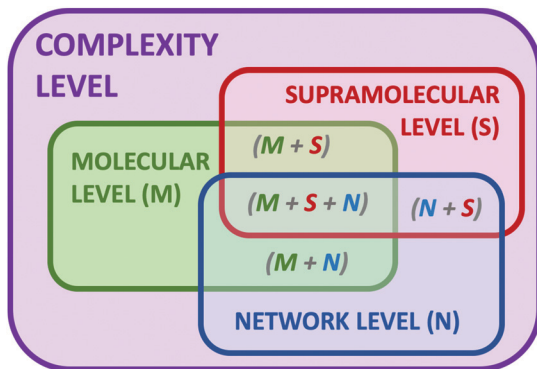 COMPLEXITY
LEVEL
SUPRAMOLECULAR
LEVEL (S)
(M + S)
MOLECULAR
LEVEL (M)
(M + S + N)
(N + S)
(M + N)
NETWORK LEVEL (N)